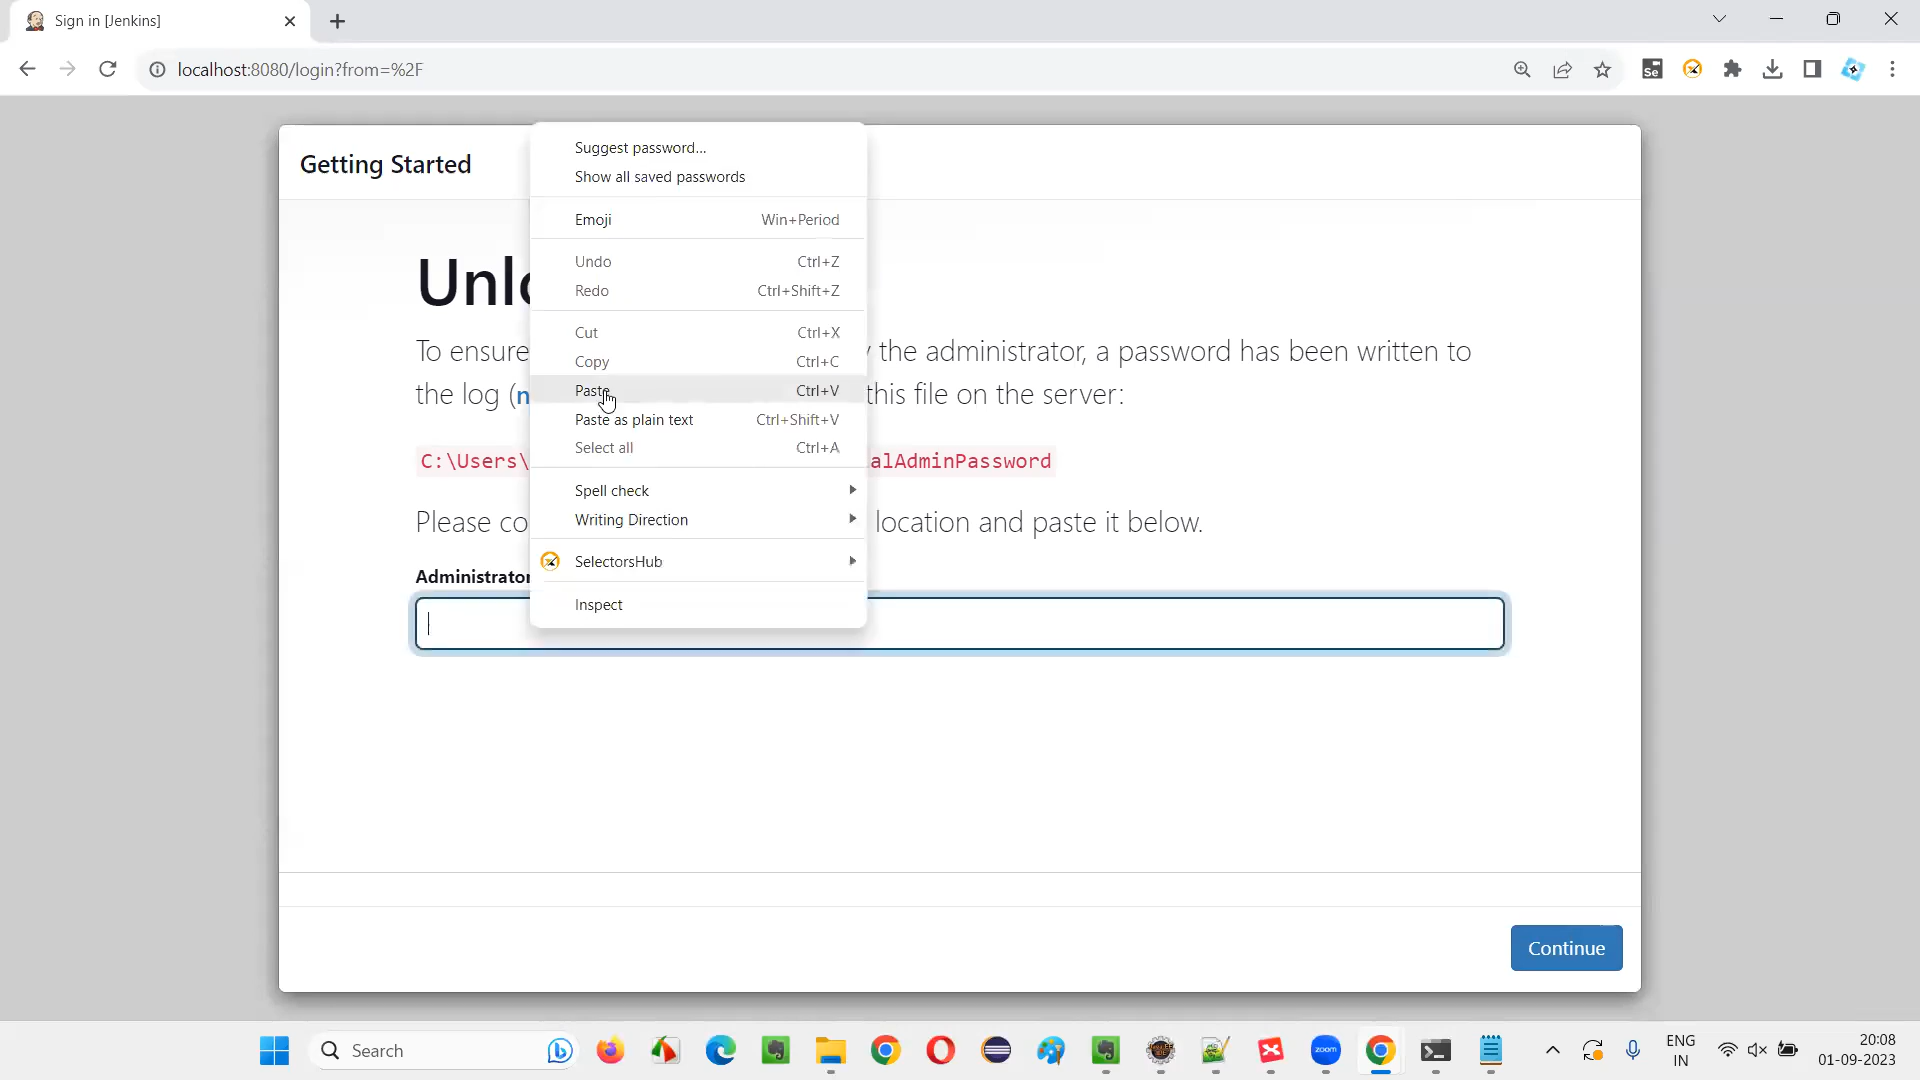 Sign in [Jenkins]
localhost:8080/login?from=%2F
Se
Getting Started
Suggest password...
Show all saved passwords
Emoji Win+Period
Undo Ctrl+Z
Redo Ctrl+Shift+Z
Cut Ctrl+X
Copy Ctrl+C
Paste Ctrl+V
Paste as plain text Ctrl+Shift+V
Select all Ctrl+A
Spell check
Writing Direction
SelectorsHub
Inspect
To ensure the administrator, a password has been written to
the log ( this file on the server:
C:\Users\ alAdminPassword
Please location and paste it below.
Administrator
Continue
Search
zoom
ENG
IN
20:08
01-09-2023